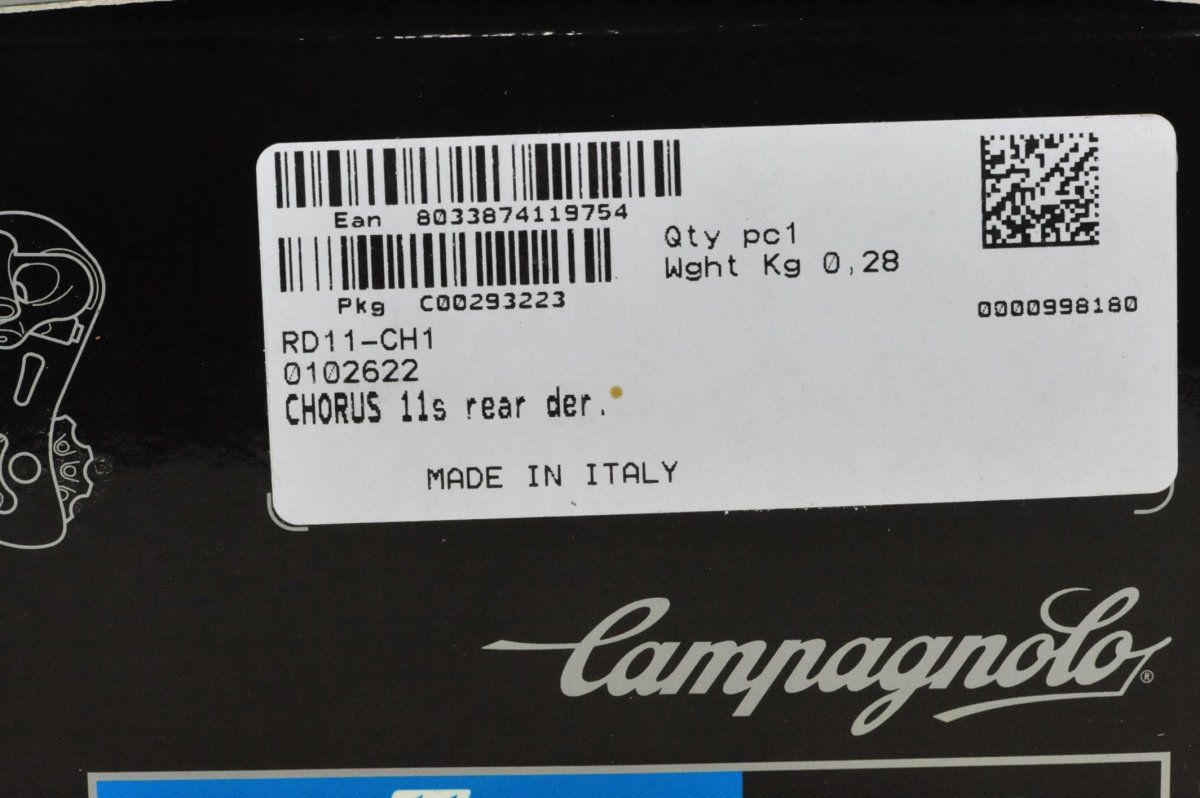 Ean 8033874119754
Pkg C00293223
Qty pc1
Wght Kg 0,28
0000998180
RD11-CH1
0102622
CHORUS 11s rear der.
MADE IN ITALY
Campagnolo®